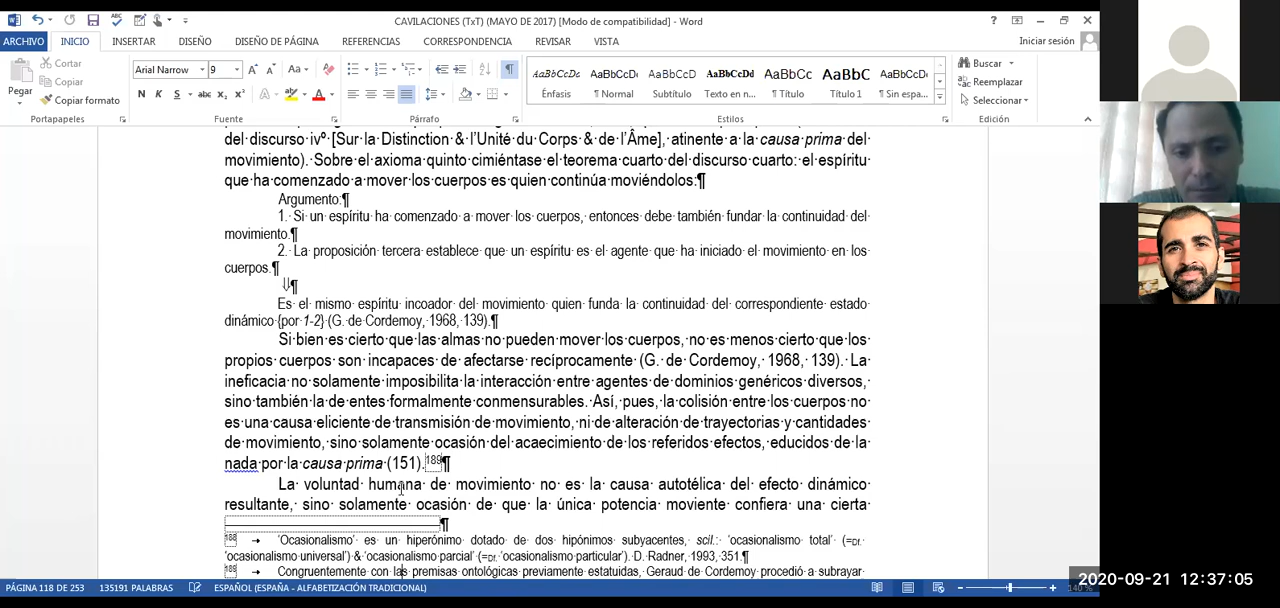 CAVILACIONES (TxT) (MAYO DE 2017) [Modo de compatibilidad] - Word
ARCHIVO INICIO INSERTAR DISEÑO DISEÑO DE PÁGINA REFERENCIAS CORRESPONDENCIA REVISAR VISTA Iniciar sesión
Pegar
Cortar
Copiar
Copiar formato
Portapapeles
Arial Narrow 9
N K S abc x₂ x²
Fuente
Párrafo
AaBbCcDc AaBbCcDc AaBbCcD AaBbCcDc AaBbCc AaBbC AaBbCcDc
Énfasis ¶ Normal Subtítulo Texto en n... ¶ Título Título 1 ¶ Sin espa...
Estilos
Buscar
Reemplazar
Seleccionar
Edición
del discurso ivº [Sur la Distinction & l’Unité du Corps & de l’Âme], atinente a la causa prima del
movimiento). Sobre el axioma quinto cimiéntase el teorema cuarto del discurso cuarto: el espíritu
que ha comenzado a mover los cuerpos es quien continúa moviéndolos:¶
Argumento:¶
1. Si un espíritu ha comenzado a mover los cuerpos, entonces debe también fundar la continuidad del
movimiento.¶
2. La proposición tercera establece que un espíritu es el agente que ha iniciado el movimiento en los
cuerpos.¶
⇓¶
Es el mismo espíritu incoador del movimiento quien funda la continuidad del correspondiente estado
dinámico {por 1-2} (G. de Cordemoy, 1968, 139).¶
Si bien es cierto que las almas no pueden mover los cuerpos, no es menos cierto que los
propios cuerpos son incapaces de afectarse recíprocamente (G. de Cordemoy, 1968, 139). La
ineficacia no solamente imposibilita la interacción entre agentes de dominios genéricos diversos,
sino también la de entes formalmente conmensurables. Así, pues, la colisión entre los cuerpos no
es una causa eliciente de transmisión de movimiento, ni de alteración de trayectorias y cantidades
de movimiento, sino solamente ocasión del acaecimiento de los referidos efectos, educidos de la
nada por la causa prima (151).189¶
La voluntad humana de movimiento no es la causa autotélica del efecto dinámico
resultante, sino solamente ocasión de que la única potencia moviente confiera una cierta
¶
188 → ‘Ocasionalismo’ es un hiperónimo dotado de dos hipónimos subyacentes, scil.: ‘ocasionalismo total’ (=Df.
‘ocasionalismo universal’) & ‘ocasionalismo parcial’ (=Df. ‘ocasionalismo particular’). D. Radner, 1993, 351.¶
189 → Congruentemente con las premisas ontológicas previamente estatuidas, Geraud de Cordemoy procedió a subrayar
PÁGINA 118 DE 253 135191 PALABRAS ESPAÑOL (ESPAÑA - ALFABETIZACIÓN TRADICIONAL) 140 %
2020-09-21 12:37:05